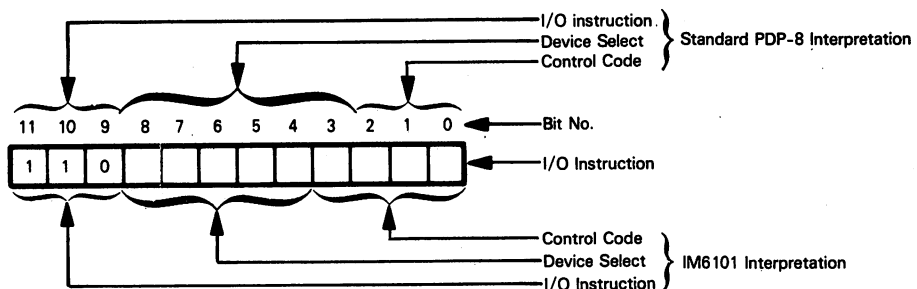 I/O instruction
Device Select
Control Code
Standard PDP-8 Interpretation
11 10 9 8 7 6 5 4 3 2 1 0
Bit No.
1 1 0
I/O Instruction
Control Code
Device Select
I/O Instruction
IM6101 Interpretation